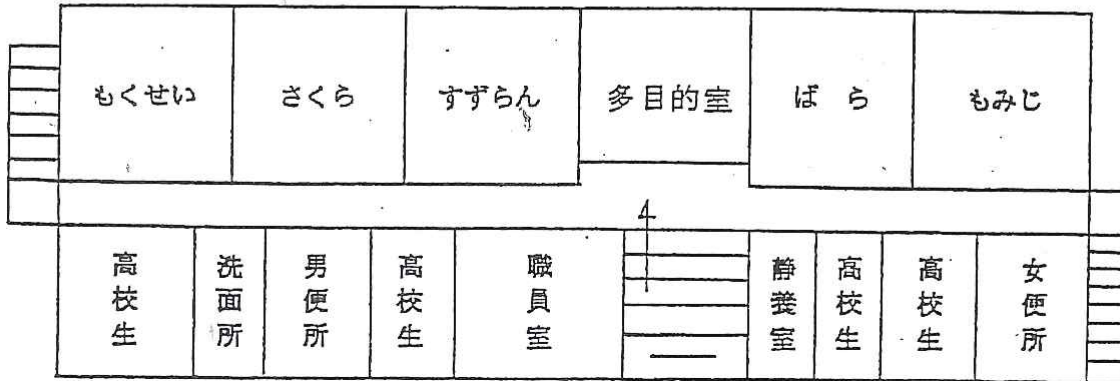 もくせい
さくら
すずらん
多目的室
ばら
もみじ
高校生
洗面所
男便所
高校生
職員室
静養室
高校生
高校生
女便所